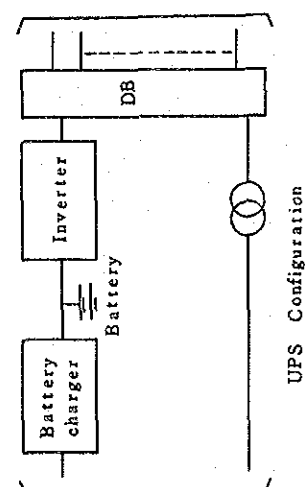 Battery
charger
Battery
Inverter
DB
UPS Configuration